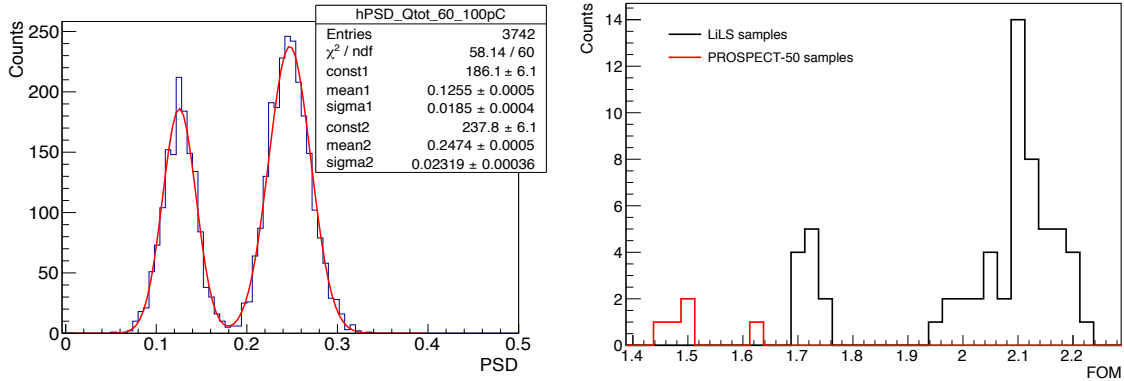 hPSD_Qtot_60_100pC
Entries 3742
χ² / ndf 58.14 / 60
const1 186.1 ± 6.1
mean1 0.1255 ± 0.0005
sigma1 0.0185 ± 0.0004
const2 237.8 ± 6.1
mean2 0.2474 ± 0.0005
sigma2 0.02319 ± 0.00036
Counts
250
200
150
100
50
0
0 0.1 0.2 0.3 0.4 0.5
PSD
Counts
14
12
10
8
6
4
2
0
LiLS samples
PROSPECT-50 samples
1.4 1.5 1.6 1.7 1.8 1.9 2 2.1 2.2
FOM